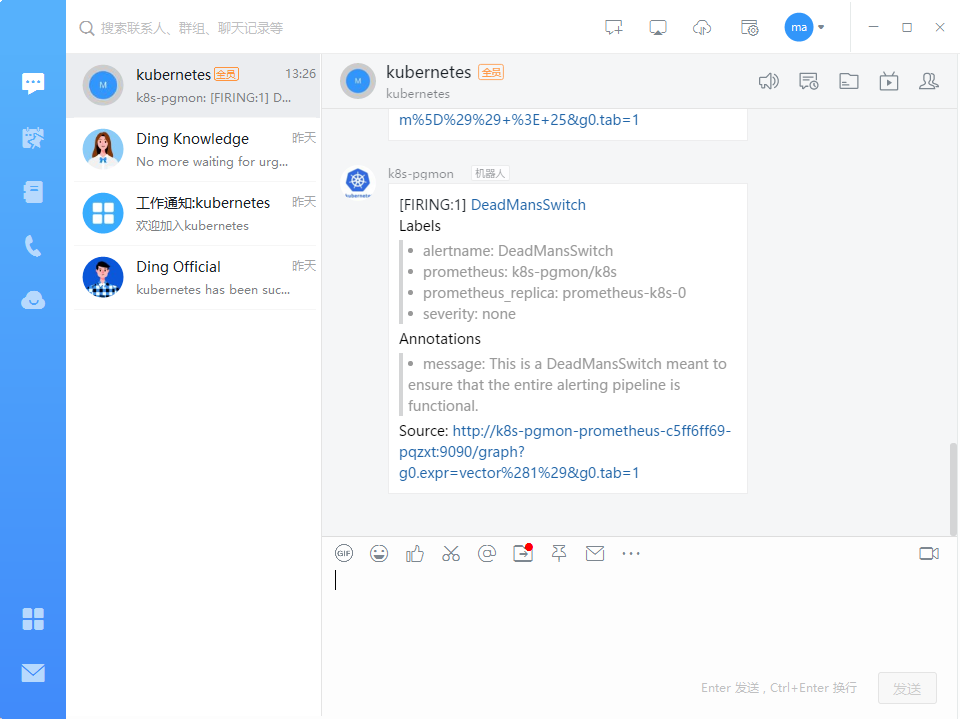 搜索联系人、群组、聊天记录等
ma
M
kubernetes 全员 13:26
k8s-pgmon: [FIRING:1] D...
Ding Knowledge 昨天
No more waiting for urg...
工作通知:kubernetes 昨天
欢迎加入kubernetes
Ding Official 昨天
kubernetes has been suc...
M
kubernetes 全员
kubernetes
m%5D%29%29+%3E+25&g0.tab=1
kubernetes
k8s-pgmon 机器人
[FIRING:1] DeadMansSwitch
Labels
• alertname: DeadMansSwitch
• prometheus: k8s-pgmon/k8s
• prometheus_replica: prometheus-k8s-0
• severity: none
Annotations
• message: This is a DeadMansSwitch meant to
ensure that the entire alerting pipeline is
functional.
Source: http://k8s-pgmon-prometheus-c5ff6ff69-
pqzxt:9090/graph?
g0.expr=vector%281%29&g0.tab=1
GIF
Enter 发送 , Ctrl+Enter 换行
发送